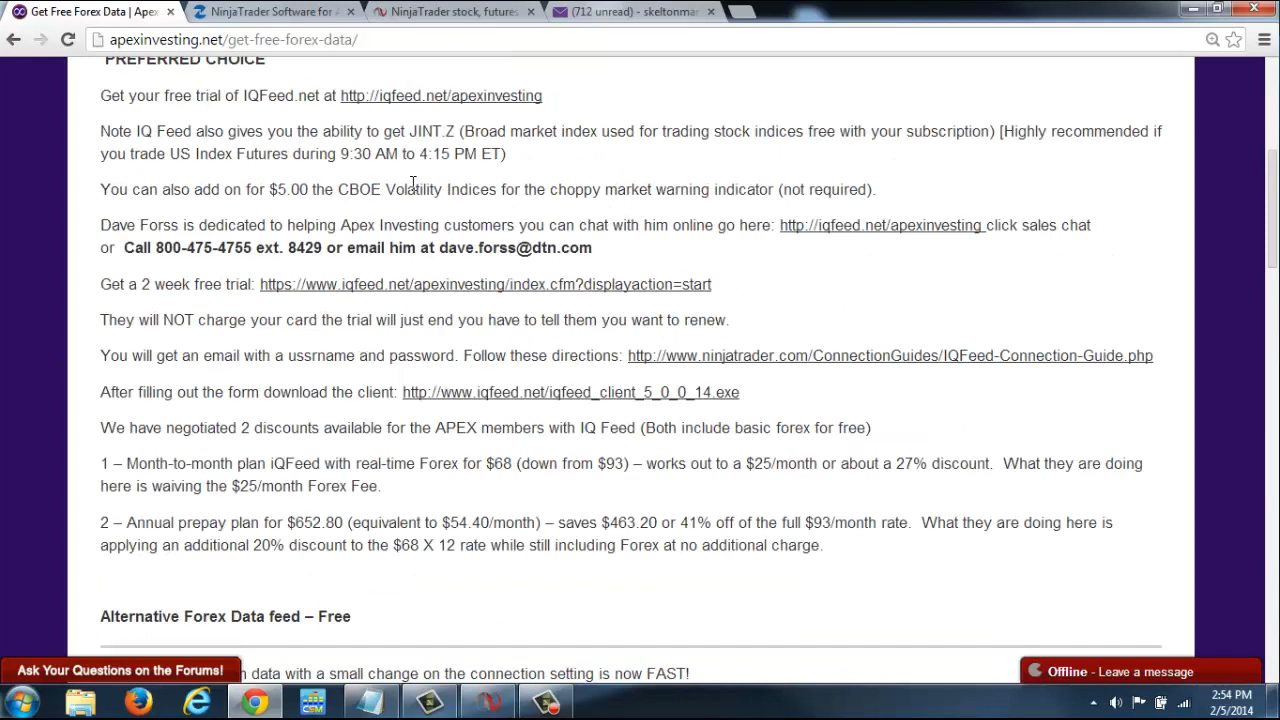 Get Free Forex Data | Apex
NinjaTrader Software for
NinjaTrader stock, future
(712 unread) - skeltonmar
apexinvesting.net/get-free-forex-data/
PREFERRED CHOICE
Get your free trial of IQFeed.net at http://iqfeed.net/apexinvesting
Note IQ Feed also gives you the ability to get JINT.Z (Broad market index used for trading stock indices free with your subscription) [Highly recommended if
you trade US Index Futures during 9:30 AM to 4:15 PM ET)
You can also add on for $5.00 the CBOE Volatility Indices for the choppy market warning indicator (not required).
Dave Forss is dedicated to helping Apex Investing customers you can chat with him online go here: http://iqfeed.net/apexinvesting click sales chat
or Call 800-475-4755 ext. 8429 or email him at dave.forss@dtn.com
Get a 2 week free trial: https://www.iqfeed.net/apexinvesting/index.cfm?displayaction=start
They will NOT charge your card the trial will just end you have to tell them you want to renew.
You will get an email with a ussrname and password. Follow these directions: http://www.ninjatrader.com/ConnectionGuides/IQFeed-Connection-Guide.php
After filling out the form download the client: http://www.iqfeed.net/iqfeed_client_5_0_0_14.exe
We have negotiated 2 discounts available for the APEX members with IQ Feed (Both include basic forex for free)
1 – Month-to-month plan iQFeed with real-time Forex for $68 (down from $93) – works out to a $25/month or about a 27% discount. What they are doing
here is waiving the $25/month Forex Fee.
2 – Annual prepay plan for $652.80 (equivalent to $54.40/month) – saves $463.20 or 41% off of the full $93/month rate. What they are doing here is
applying an additional 20% discount to the $68 X 12 rate while still including Forex at no additional charge.
Alternative Forex Data feed – Free
data with a small change on the connection setting is now FAST!
Ask Your Questions on the Forums!
Offline - Leave a message
2:54 PM
2/5/2014